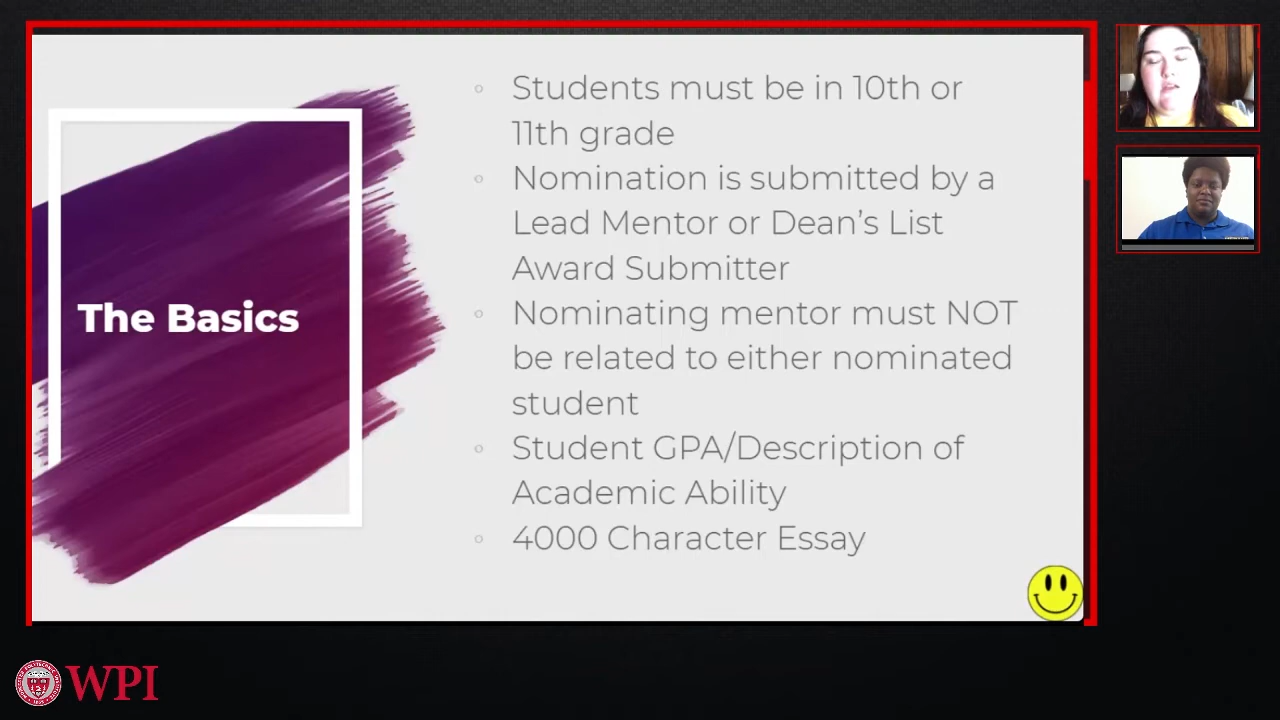 The Basics
◦ Students must be in 10th or
11th grade
◦ Nomination is submitted by a
Lead Mentor or Dean's List
Award Submitter
◦ Nominating mentor must NOT
be related to either nominated
student
◦ Student GPA/Description of
Academic Ability
◦ 4000 Character Essay
WPI